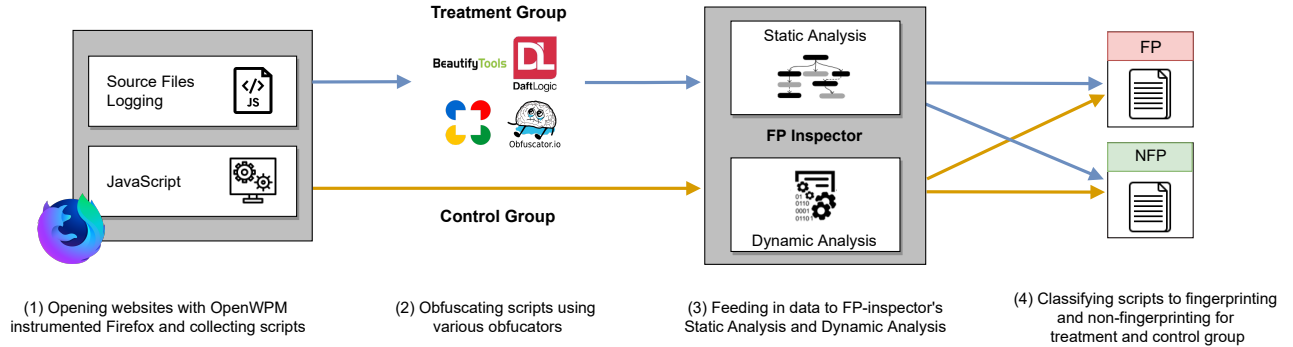 Treatment Group
Source Files
Logging
JS
JavaScript
BeautifyTools
DL
DaftLogic
Obfuscator.io
Control Group
Static Analysis
FP Inspector
01
0110
0001
01101
Dynamic Analysis
FP
NFP
(1) Opening websites with OpenWPM
instrumented Firefox and collecting scripts
(2) Obfuscating scripts using
various obfucators
(3) Feeding in data to FP-inspector's
Static Analysis and Dynamic Analysis
(4) Classifying scripts to fingerprinting
and non-fingerprinting for
treatment and control group